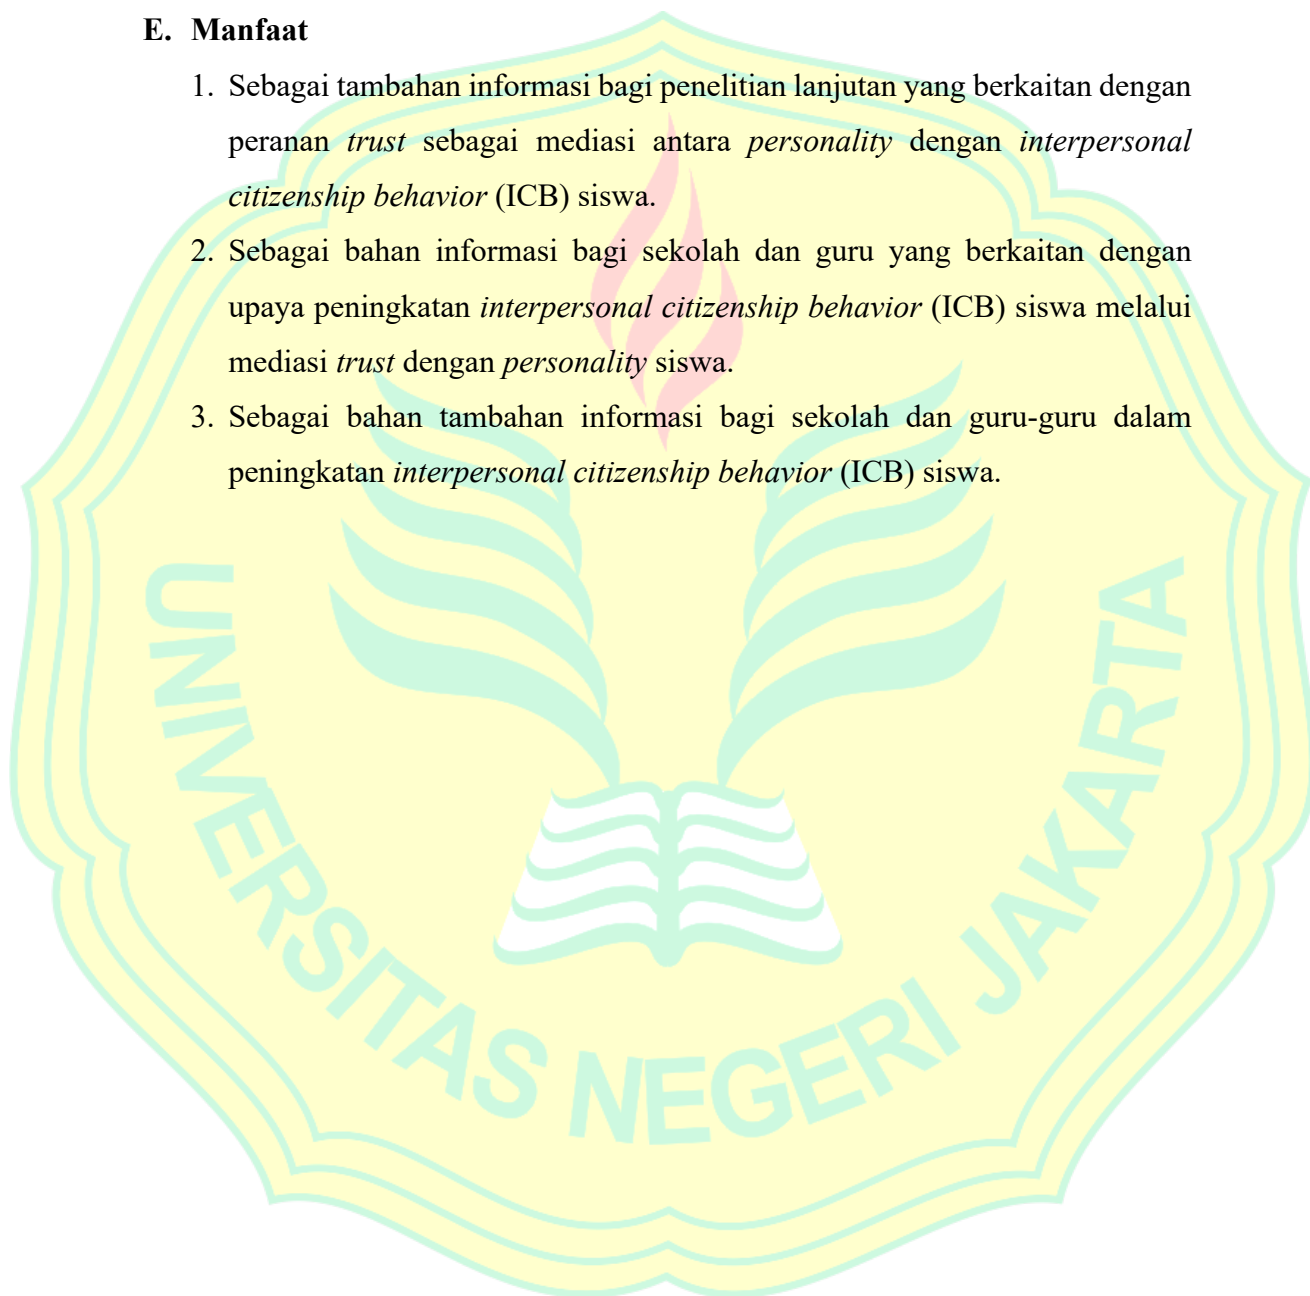 E. Manfaat
1. Sebagai tambahan informasi bagi penelitian lanjutan yang berkaitan dengan
peranan trust sebagai mediasi antara personality dengan interpersonal
citizenship behavior (ICB) siswa.
2. Sebagai bahan informasi bagi sekolah dan guru yang berkaitan dengan
upaya peningkatan interpersonal citizenship behavior (ICB) siswa melalui
mediasi trust dengan personality siswa.
3. Sebagai bahan tambahan informasi bagi sekolah dan guru-guru dalam
peningkatan interpersonal citizenship behavior (ICB) siswa.
UNIVERSITAS NEGERI JAKARTA